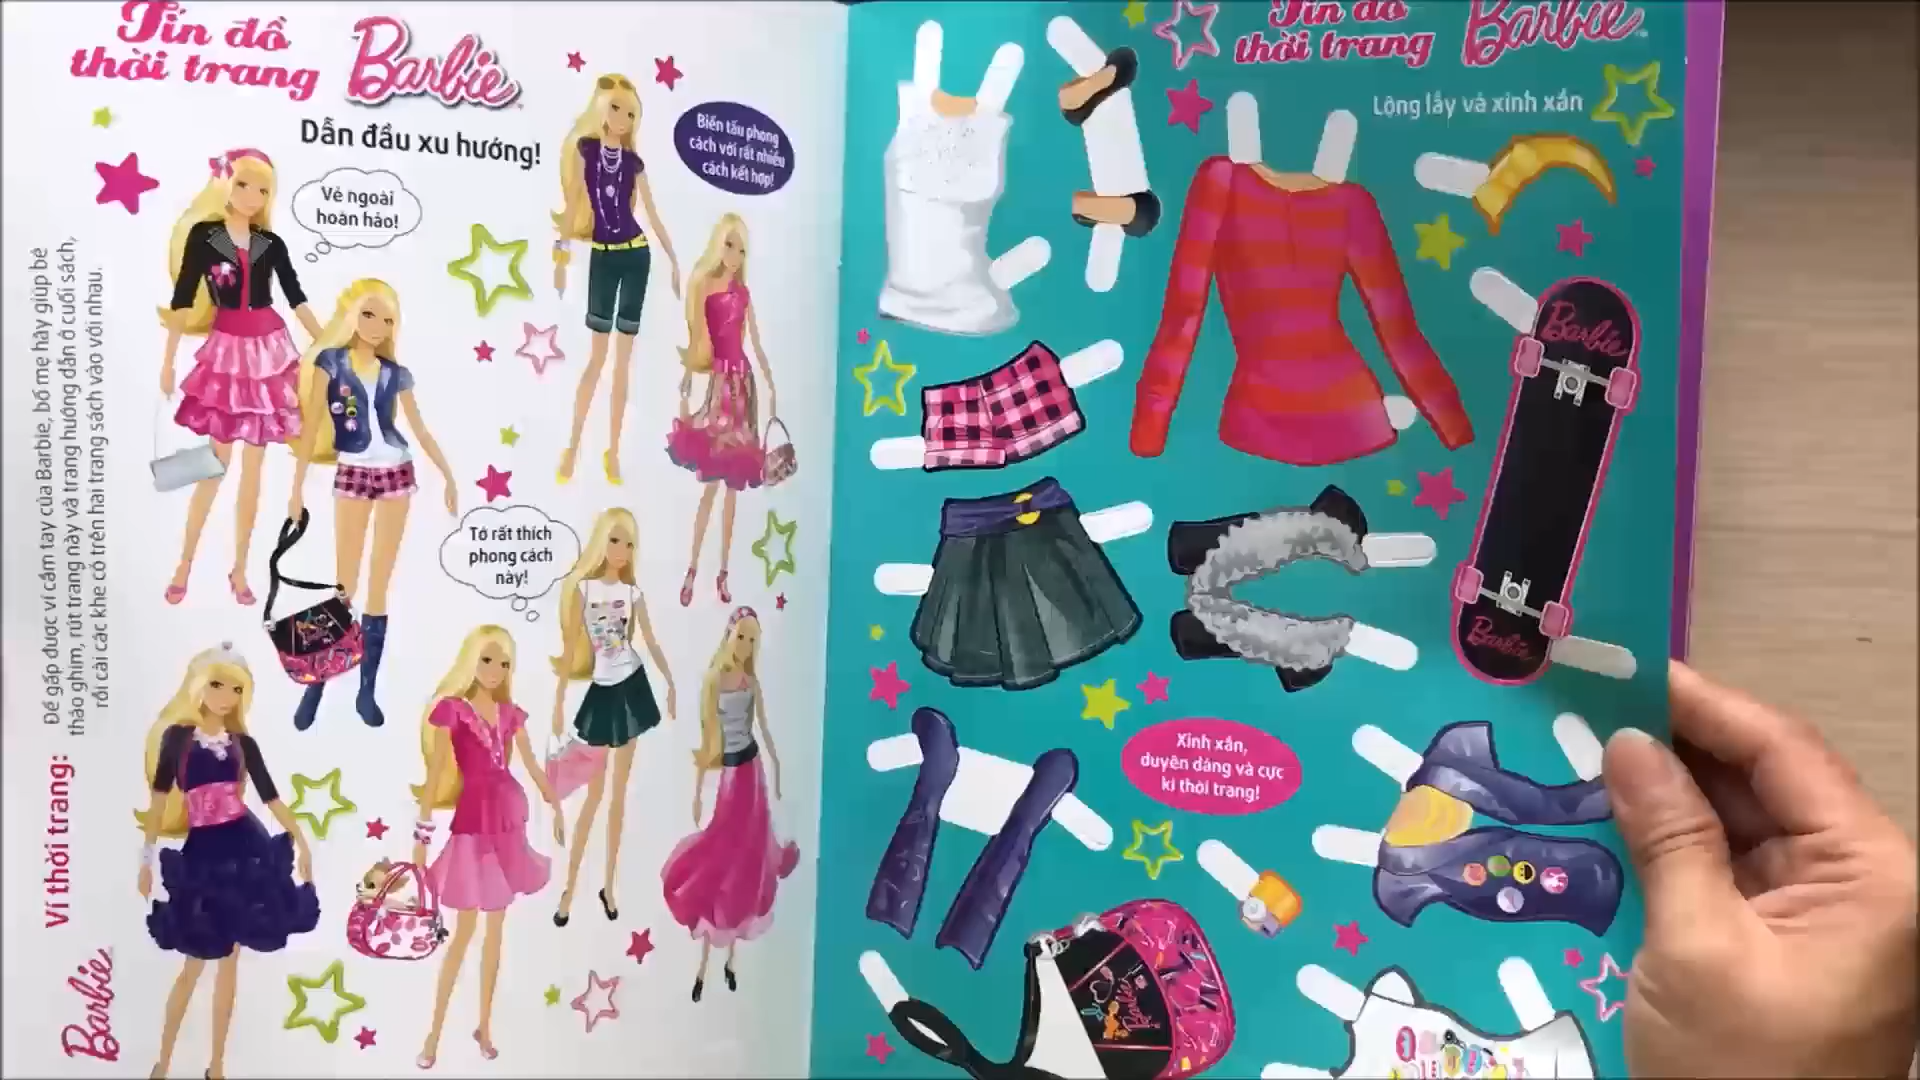 Tín đồ
thời trang
Barbie
Dẫn đầu xu hướng!
Vẻ ngoài
hoàn hảo!
Biến tấu phong
cách với rất nhiều
cách kết hợp!
Tớ rất thích
phong cách
này!
Ví thời trang:
Để gấp được ví cầm tay của Barbie, bố mẹ hãy giúp bé
tháo ghim, rút trang này và trang hướng dẫn ở cuối sách,
rồi cài các khe có trên hai trang sách vào với nhau.
Barbie
Tín đồ
thời trang
Barbie
Lộng lẫy và xinh xắn
Barbie
Barbie
Xinh xắn,
duyên dáng và cực
kì thời trang!
Barbie